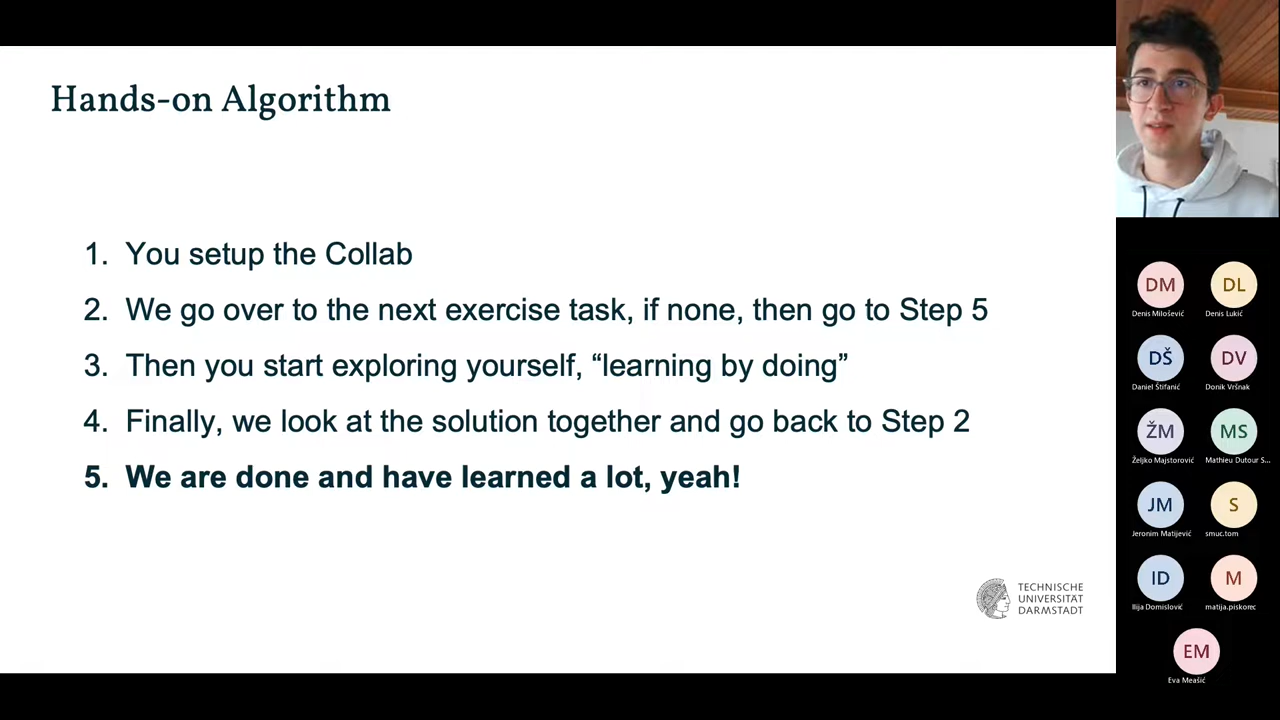 Hands-on Algorithm
1. You setup the Collab
2. We go over to the next exercise task, if none, then go to Step 5
3. Then you start exploring yourself, “learning by doing”
4. Finally, we look at the solution together and go back to Step 2
5. We are done and have learned a lot, yeah!
TECHNISCHE
UNIVERSITÄT
DARMSTADT
DM
Denis Milošević
DL
Denis Lukić
DŠ
Daniel Štifanić
DV
Donik Vršnak
ŽM
Željko Majstorović
MS
Mathieu Dutour S...
JM
Jeronim Matijević
S
smuc.tom
ID
Ilija Domislović
M
matija.piskorec
EM
Eva Meašić